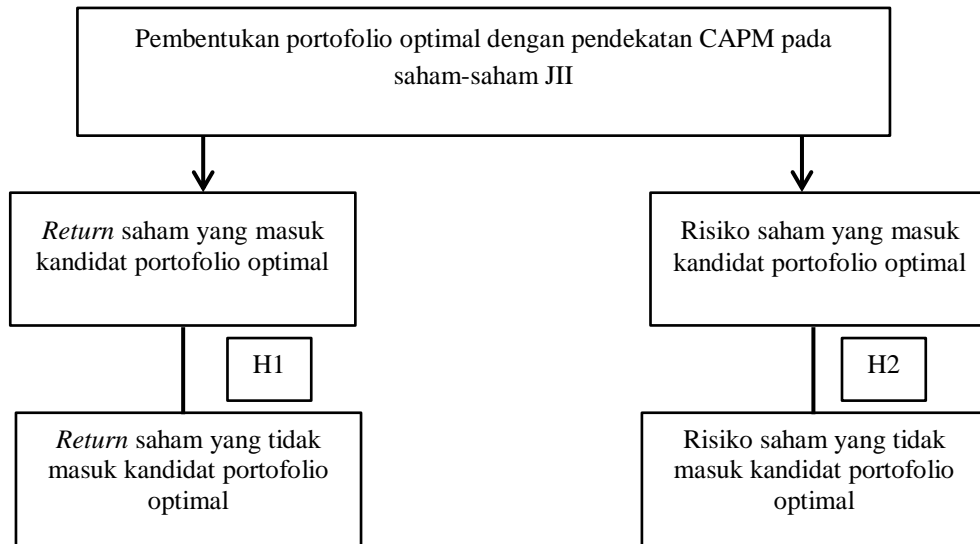 Pembentukan portofolio optimal dengan pendekatan CAPM pada
saham-saham JII
Return saham yang masuk
kandidat portofolio optimal
Risiko saham yang masuk
kandidat portofolio optimal
H1
H2
Return saham yang tidak
masuk kandidat portofolio
optimal
Risiko saham yang tidak
masuk kandidat portofolio
optimal